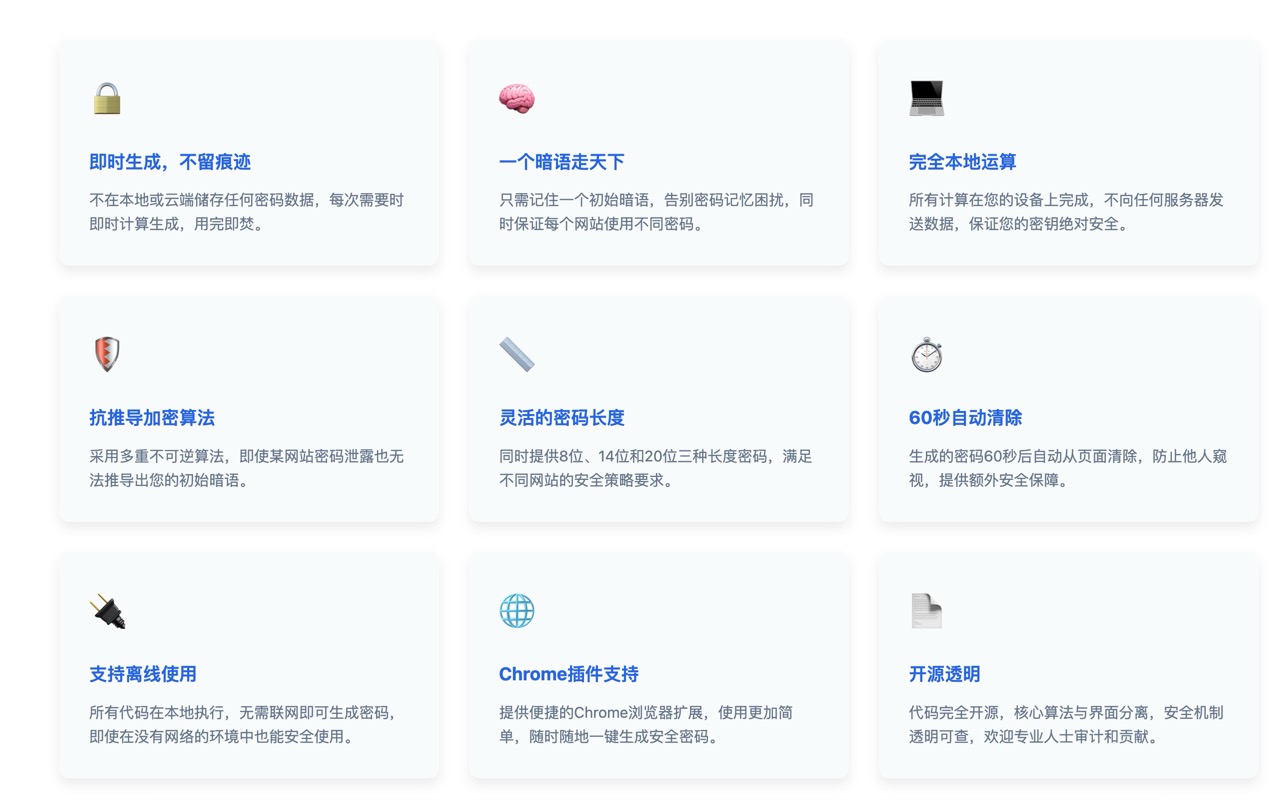 即时生成，不留痕迹
不在本地或云端储存任何密码数据，每次需要时
即时计算生成，用完即焚。
一个暗语走天下
只需记住一个初始暗语，告别密码记忆困扰，同
时保证每个网站使用不同密码。
完全本地运算
所有计算在您的设备上完成，不向任何服务器发
送数据，保证您的密钥绝对安全。
抗推导加密算法
采用多重不可逆算法，即使某网站密码泄露也无
法推导出您的初始暗语。
灵活的密码长度
同时提供8位、14位和20位三种长度密码，满足
不同网站的安全策略要求。
60秒自动清除
生成的密码60秒后自动从页面清除，防止他人窥
视，提供额外安全保障。
支持离线使用
所有代码在本地执行，无需联网即可生成密码，
即使在没有网络的环境中也能安全使用。
Chrome插件支持
提供便捷的Chrome浏览器扩展，使用更加简
单，随时随地一键生成安全密码。
开源透明
代码完全开源，核心算法与界面分离，安全机制
透明可查，欢迎专业人士审计和贡献。